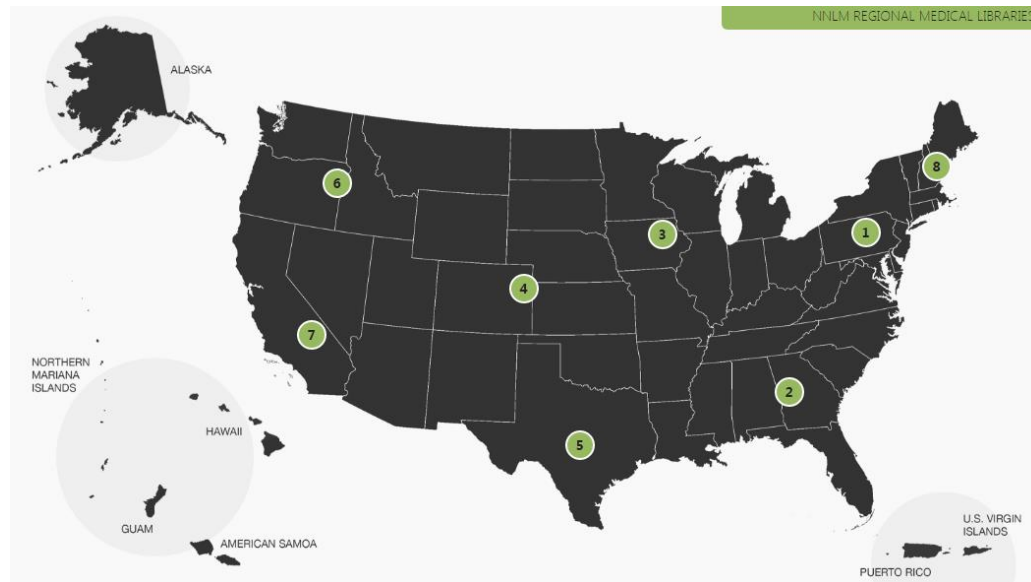 NNLM REGIONAL MEDICAL LIBRARIES
ALASKA
8
6
1
3
4
7
NORTHERN
MARIANA
ISLANDS
2
HAWAII
5
GUAM
AMERICAN SAMOA
U.S. VIRGIN
ISLANDS
PUERTO RICO